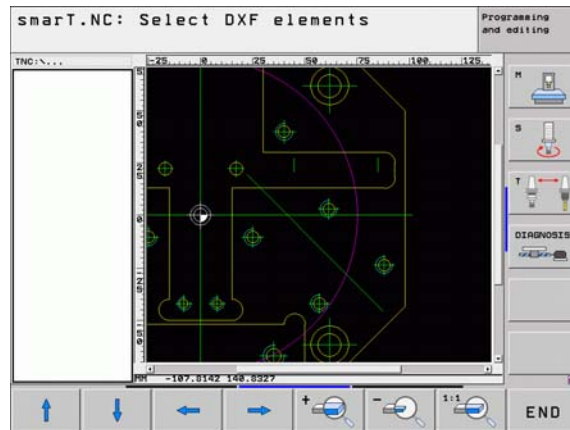 smarT.NC: Select DXF elements
Programming
and editing
TNC:\...
-25 0 25 50 75 100 125
M
S
T
DIAGNOSIS
MM -107.8142 140.8327
+
-
1:1
END